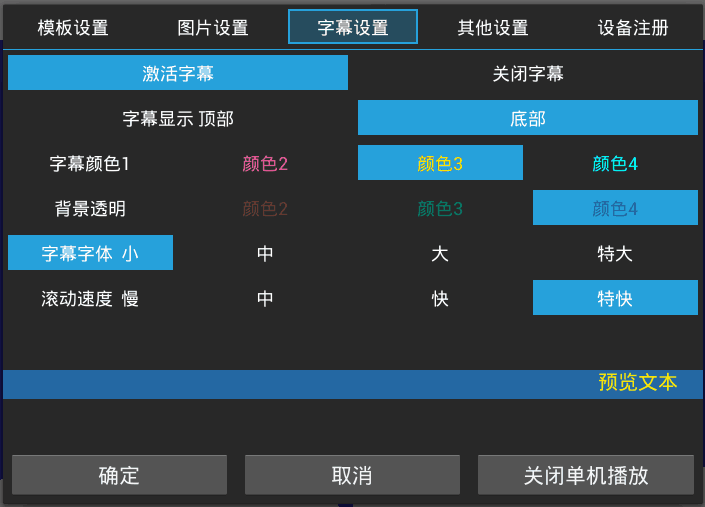 模板设置 图片设置 字幕设置 其他设置 设备注册
激活字幕 关闭字幕
字幕显示 顶部 底部
字幕颜色1 颜色2 颜色3 颜色4
背景透明 颜色2 颜色3 颜色4
字幕字体 小 中 大 特大
滚动速度 慢 中 快 特快
预览文本
确定 取消 关闭单机播放